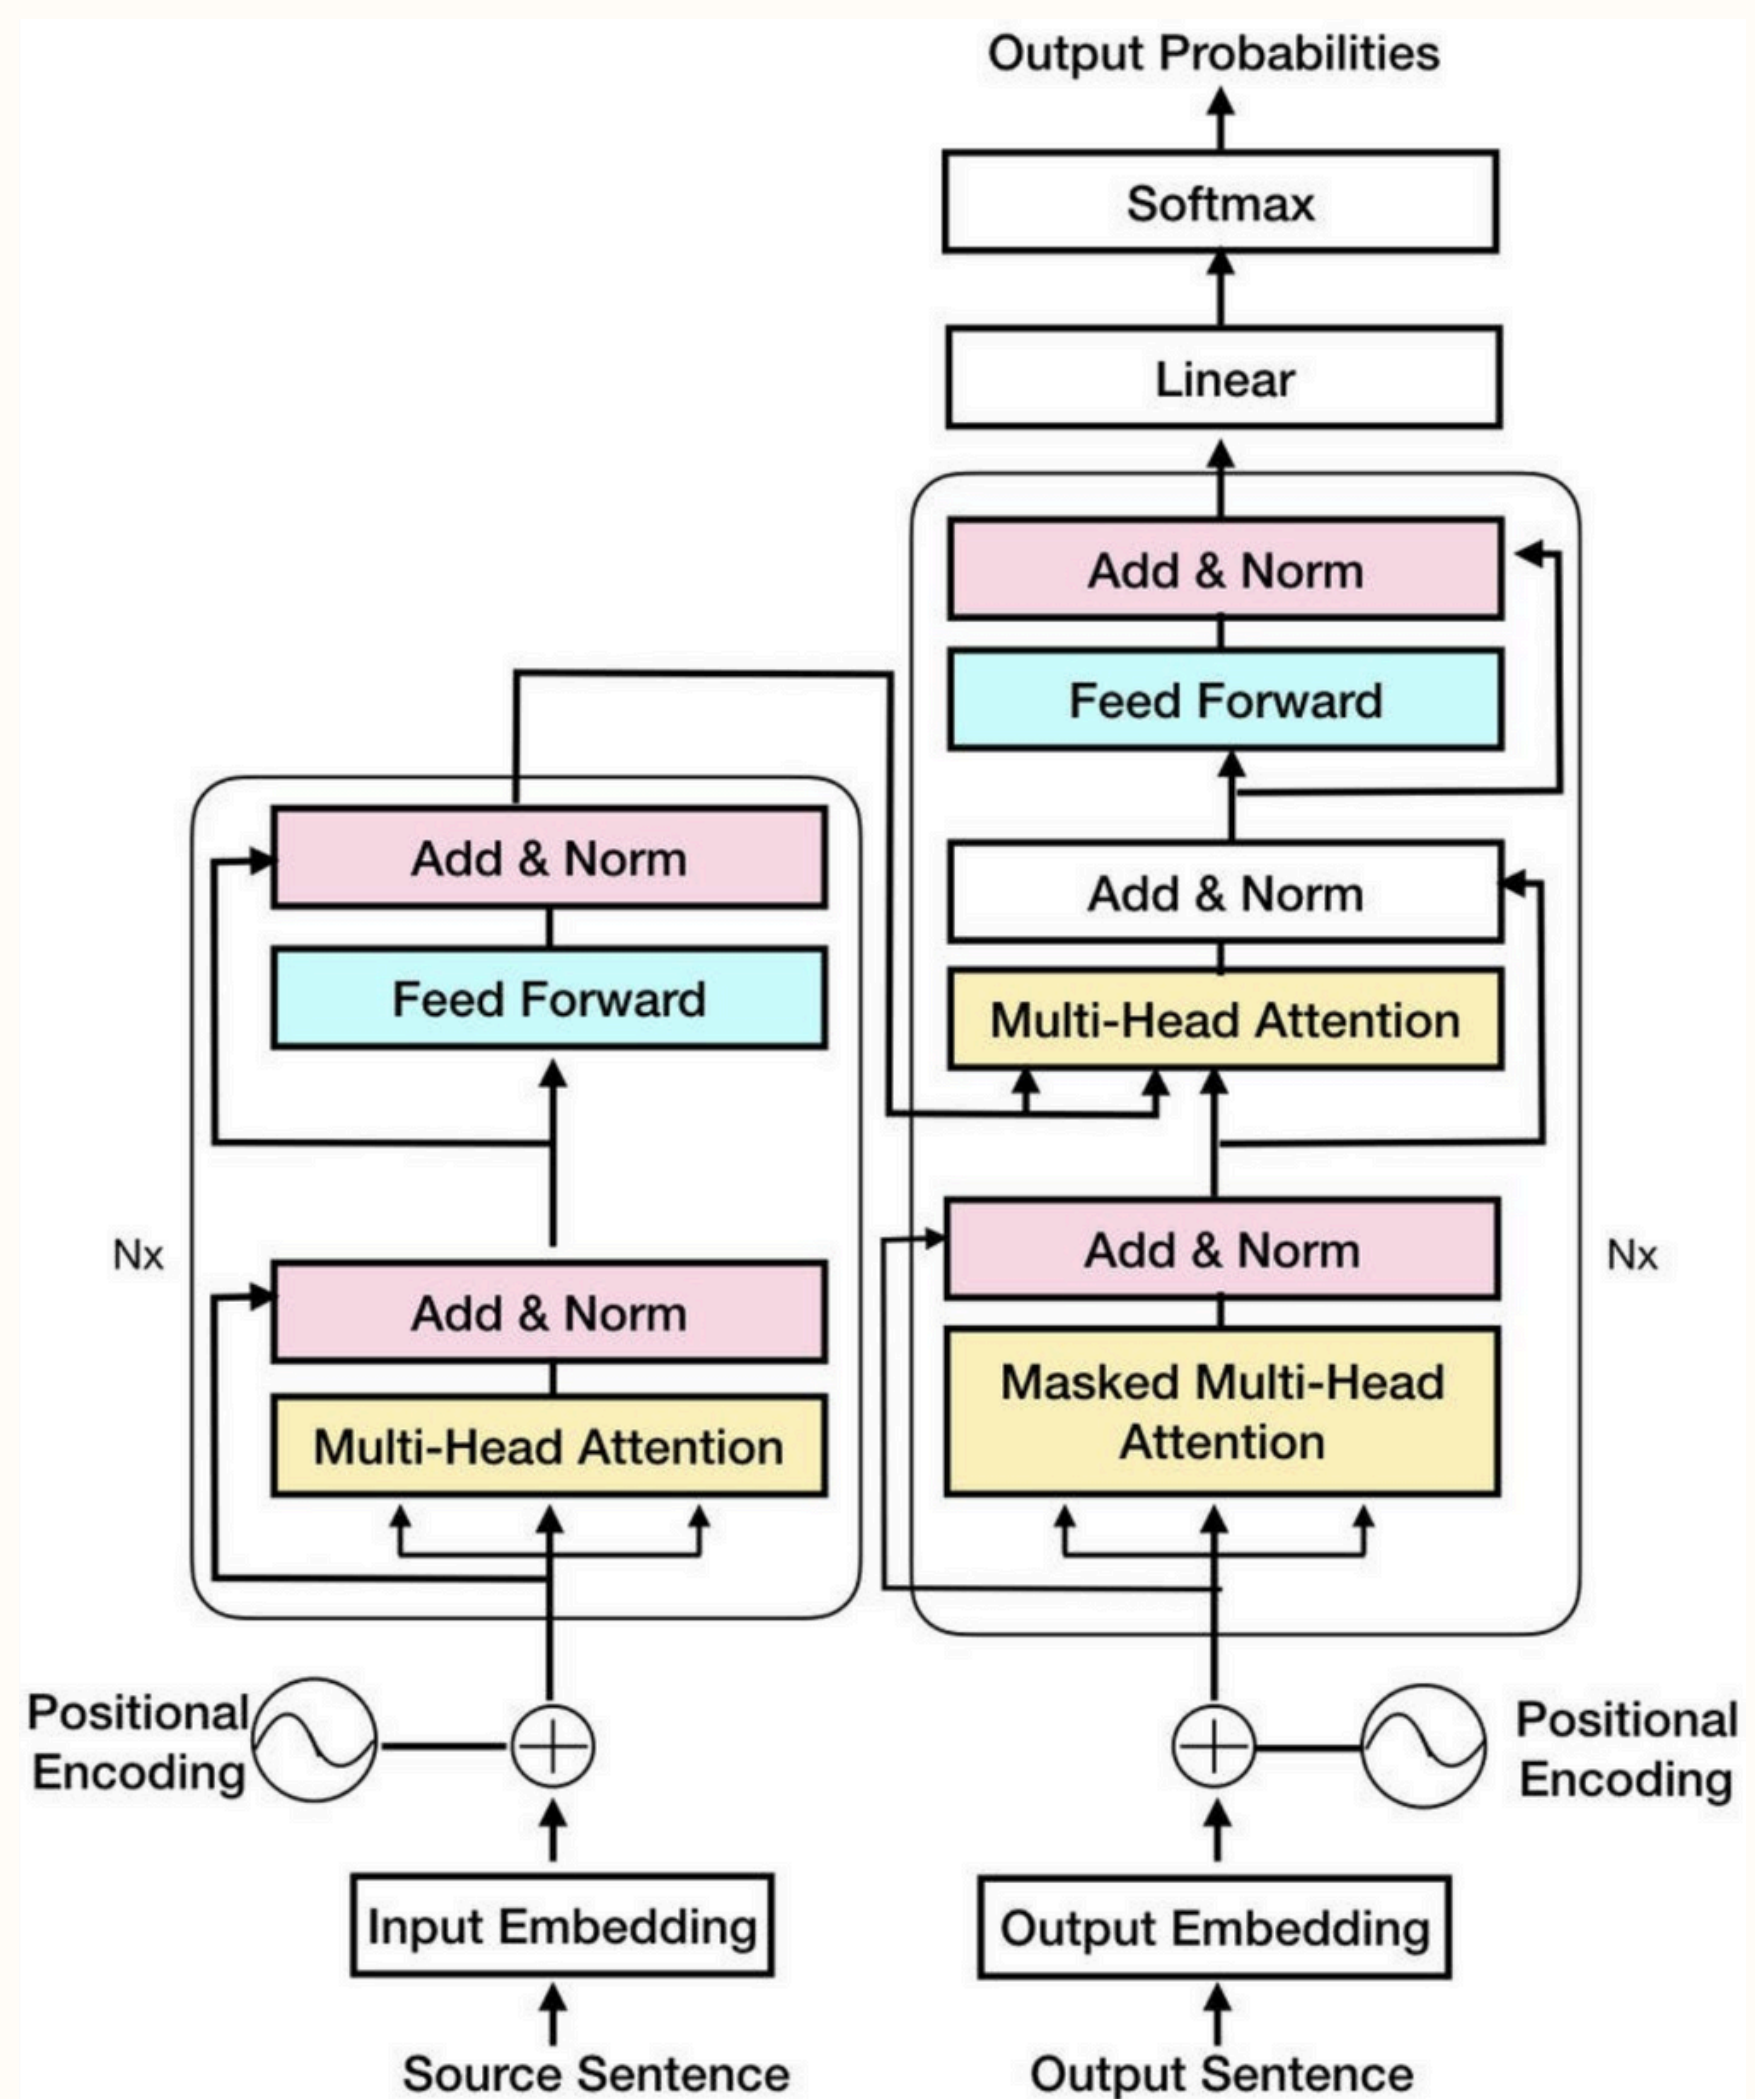 Output Probabilities
Softmax
Linear
Add & Norm
Feed Forward
Add & Norm
Multi-Head Attention
Add & Norm
Masked Multi-Head
Attention
Nx
Add & Norm
Feed Forward
Add & Norm
Multi-Head Attention
Nx
Positional
Encoding
Positional
Encoding
Input Embedding
Output Embedding
Source Sentence
Output Sentence